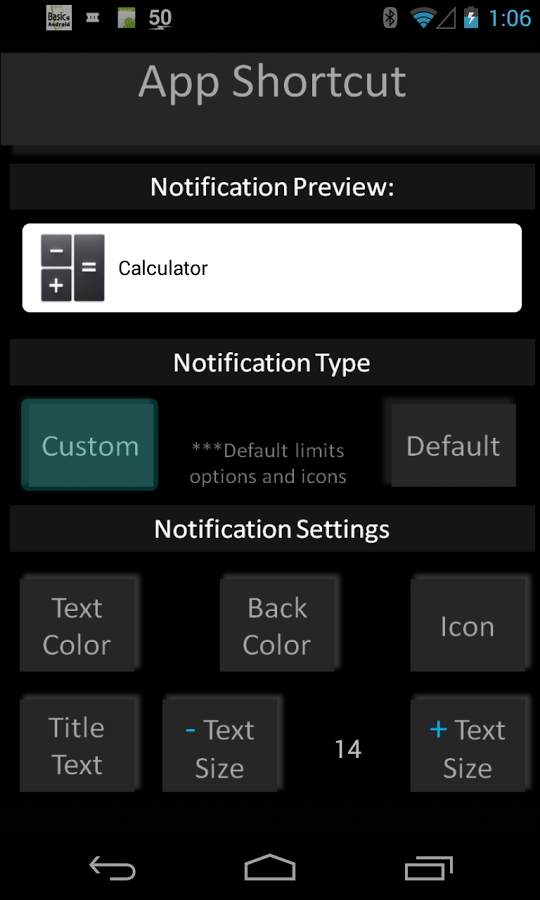 Basic4 Android 50 1:06
App Shortcut
Notification Preview:
− + = Calculator
Notification Type
Custom
***Default limits
options and icons
Default
Notification Settings
Text
Color
Back
Color
Icon
Title
Text
- Text
Size
14
+ Text
Size